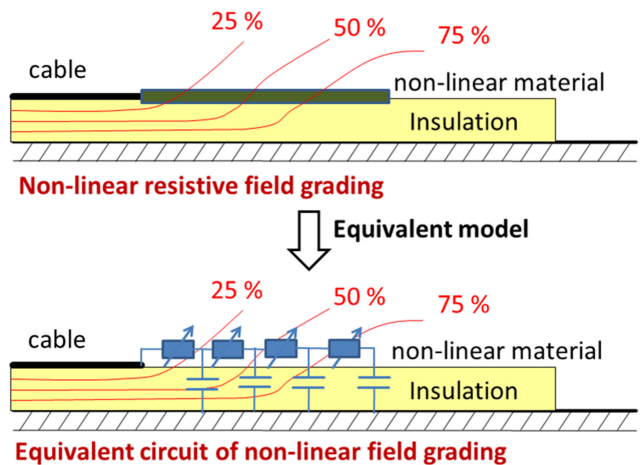 25 %
50 %
75 %
cable
non-linear material
Insulation
Non-linear resistive field grading
Equivalent model
25 %
50 %
75 %
cable
non-linear material
Insulation
Equivalent circuit of non-linear field grading